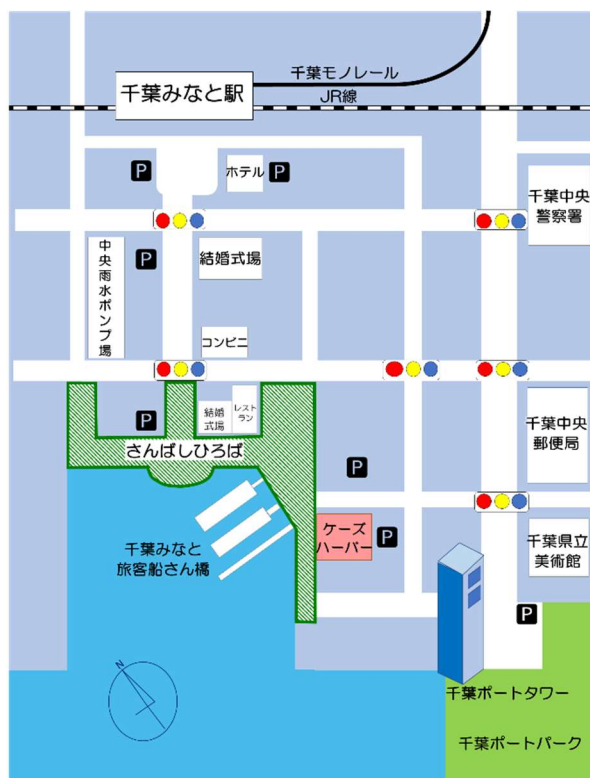 千葉モノレール
千葉みなと駅
JR線
P
ホテル
P
千葉中央
警察署
中央雨水ポンプ場
P
結婚式場
コンビニ
P
結婚
式場
レスト
ラン
千葉中央
郵便局
さんばしひろば
P
ケーズ
ハーバー
P
千葉みなと
旅客船さん橋
千葉県立
美術館
P
N
千葉ポートタワー
千葉ポートパーク